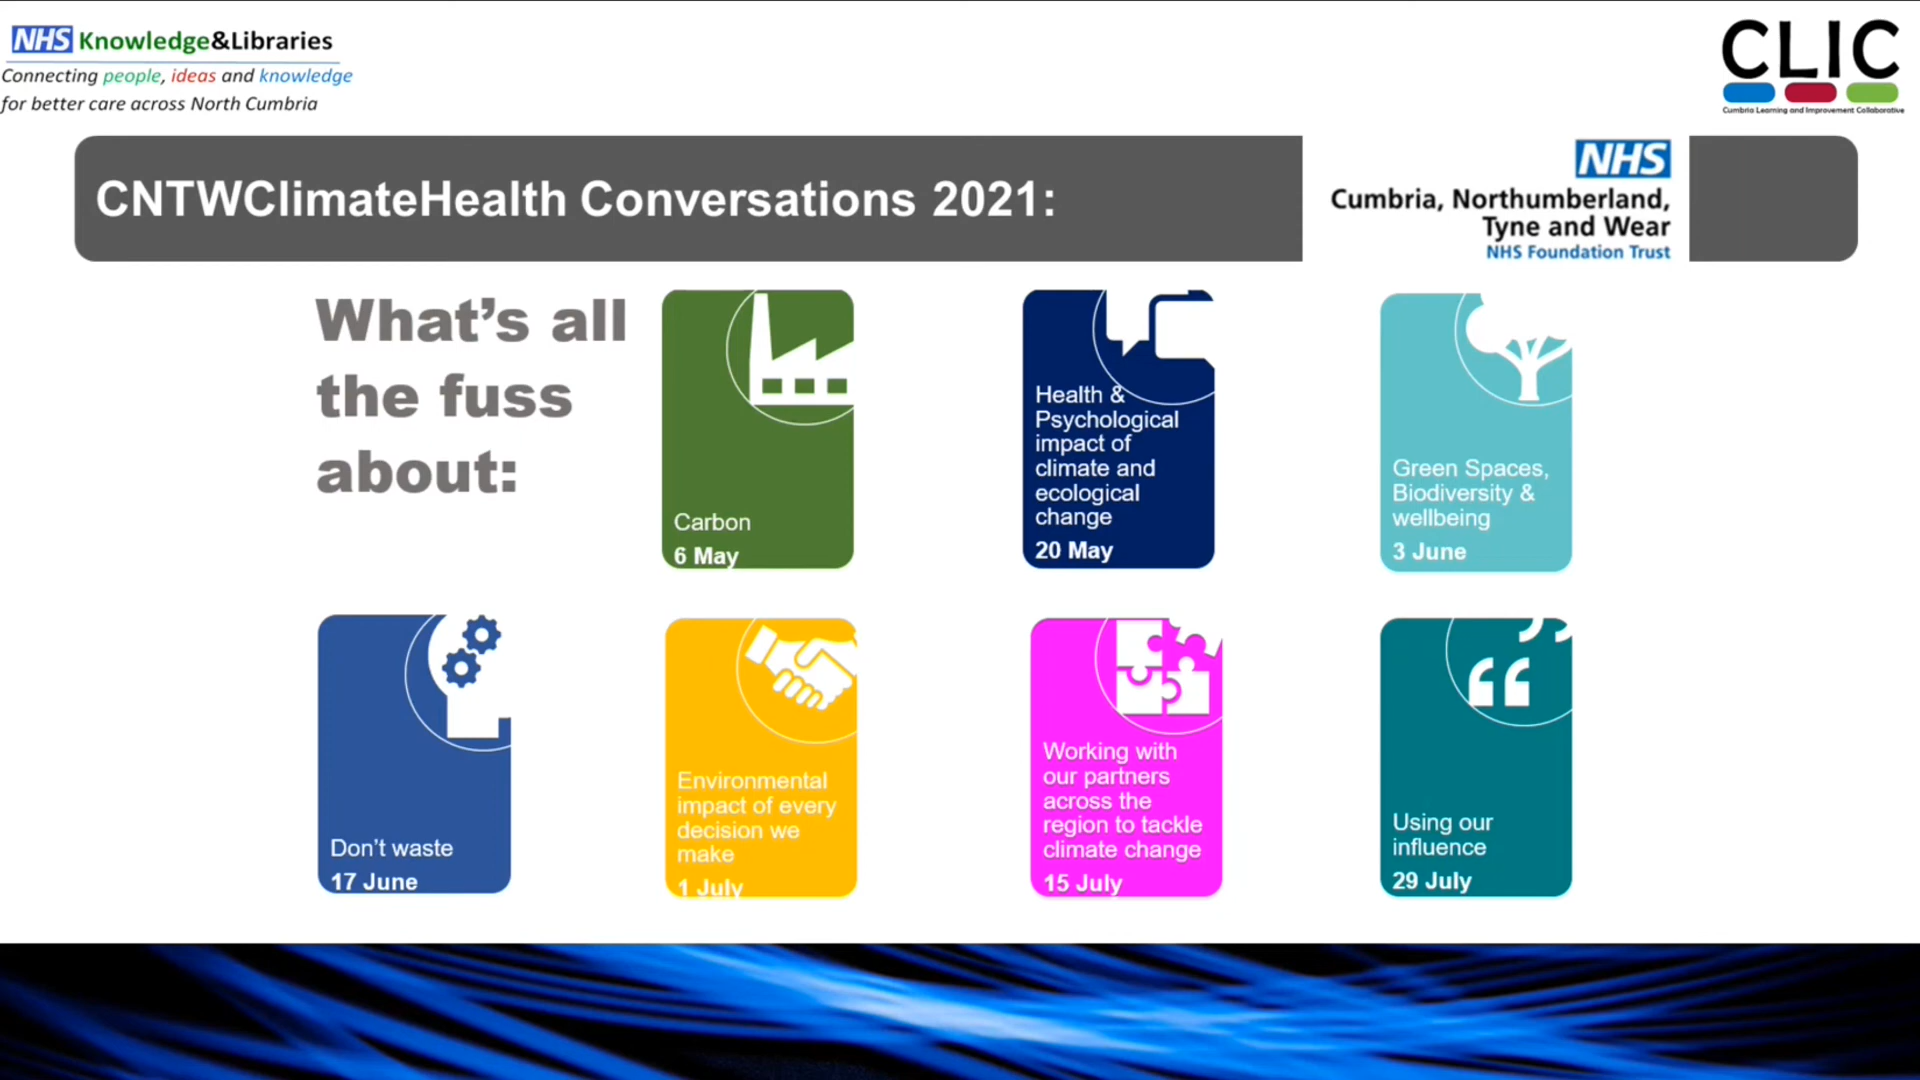 NHS Knowledge&Libraries
Connecting people, ideas and knowledge
for better care across North Cumbria
CLIC
Cumbria Learning and Improvement Collaborative
CNTWClimateHealth Conversations 2021:
NHS
Cumbria, Northumberland,
Tyne and Wear
NHS Foundation Trust
What's all
the fuss
about:
Carbon
6 May
Health &
Psychological
impact of
climate and
ecological
change
20 May
Green Spaces,
Biodiversity &
wellbeing
3 June
Don't waste
17 June
Environmental
impact of every
decision we
make
1 July
Working with
our partners
across the
region to tackle
climate change
15 July
Using our
influence
29 July